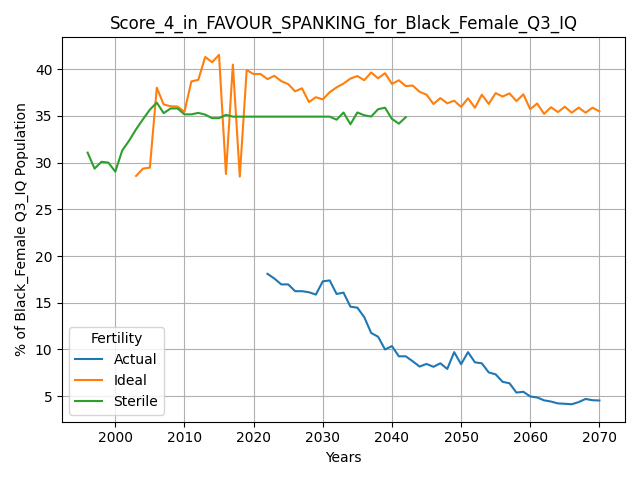 Score_4_in_FAVOUR_SPANKING_for_Black_Female_Q3_IQ
% of Black_Female Q3_IQ Population
40
35
30
25
20
15
10
5
Fertility
Actual
Ideal
Sterile
2000 2010 2020 2030 2040 2050 2060 2070
Years